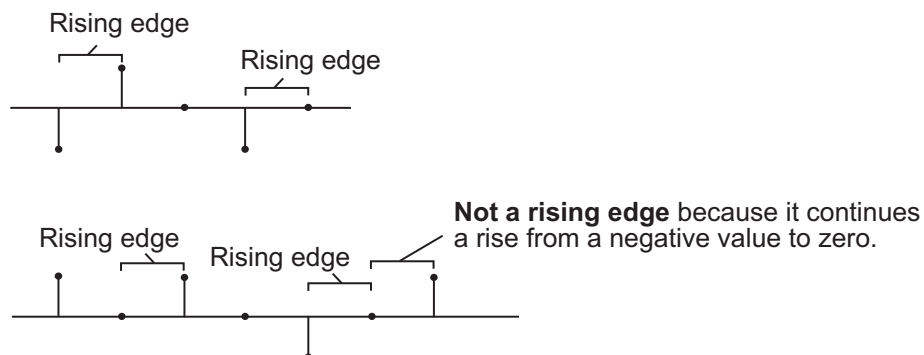 Rising edge
Rising edge
Not a rising edge because it continues
a rise from a negative value to zero.
Rising edge
Rising edge